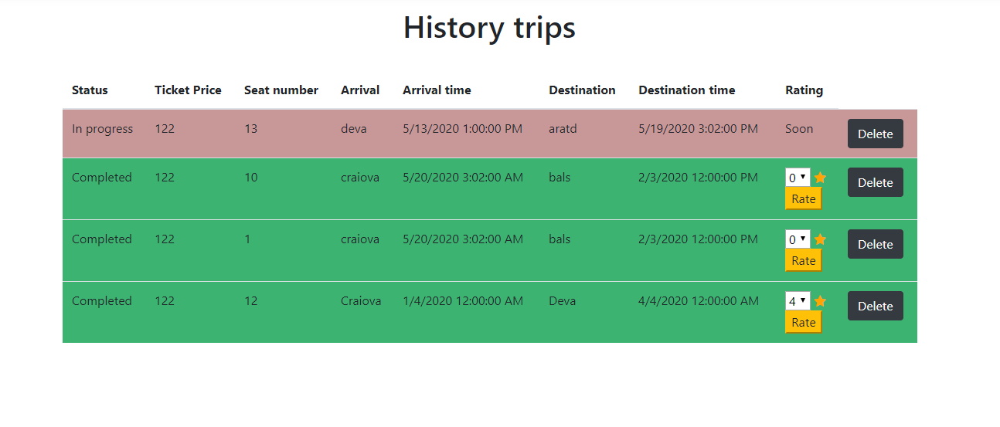 History trips
Status Ticket Price Seat number Arrival Arrival time Destination Destination time Rating
In progress 122 13 deva 5/13/2020 1:00:00 PM aratd 5/19/2020 3:02:00 PM Soon Delete
Completed 122 10 craiova 5/20/2020 3:02:00 AM bals 2/3/2020 12:00:00 PM 0 Delete
Rate
Completed 122 1 craiova 5/20/2020 3:02:00 AM bals 2/3/2020 12:00:00 PM 0 Delete
Rate
Completed 122 12 Craiova 1/4/2020 12:00:00 AM Deva 4/4/2020 12:00:00 AM 4 Delete
Rate